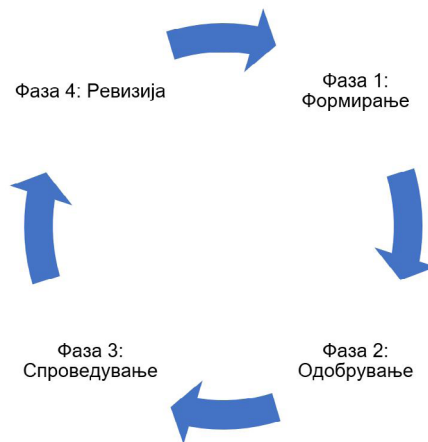 Фаза 1:
Формирање
Фаза 2:
Одобрување
Фаза 3:
Спроведување
Фаза 4: Ревизија